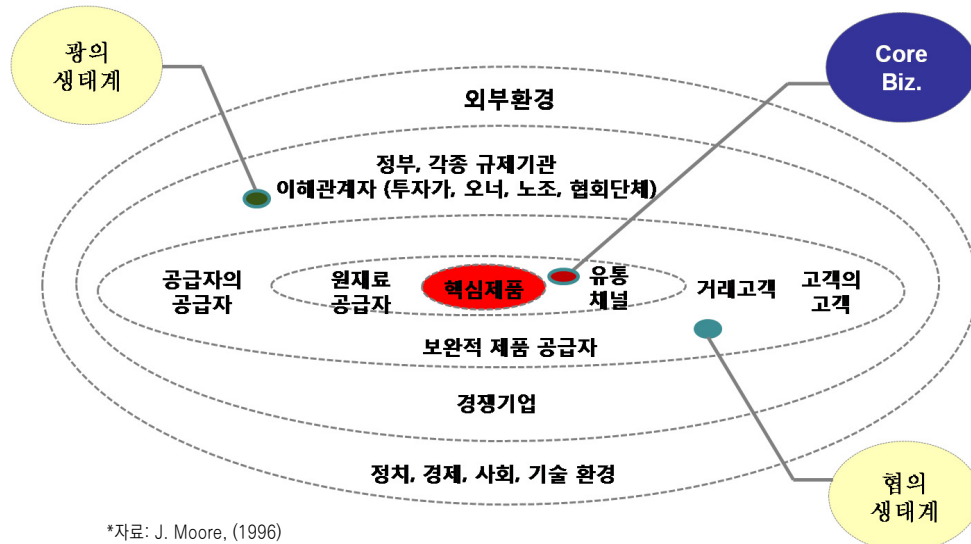 광의
생태계
Core
Biz.
외부환경
정부, 각종 규제기관
이해관계자 (투자가, 오너, 노조, 협회단체)
공급자의
공급자
원재료
공급자
핵심제품
유통
채널
거래고객
고객의
고객
보완적 제품 공급자
경쟁기업
정치, 경제, 사회, 기술 환경
협의
생태계
*자료: J. Moore, (1996)